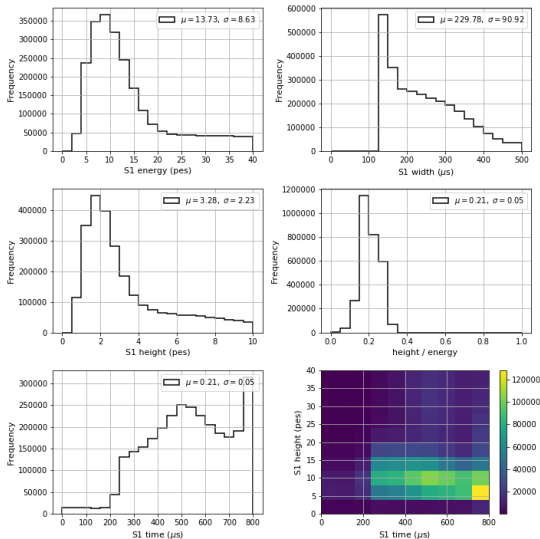 μ = 13.73, σ = 8.63
Frequency
350000
300000
250000
200000
150000
100000
50000
0
0 5 10 15 20 25 30 35 40
S1 energy (pes)
μ = 229.78, σ = 90.92
Frequency
600000
500000
400000
300000
200000
100000
0
0 100 200 300 400 500
S1 width (μs)
μ = 3.28, σ = 2.23
Frequency
400000
300000
200000
100000
0
0 2 4 6 8 10
S1 height (pes)
μ = 0.21, σ = 0.05
Frequency
1200000
1000000
800000
600000
400000
200000
0
0.0 0.2 0.4 0.6 0.8 1.0
height / energy
μ = 0.21, σ = 0.05
Frequency
300000
250000
200000
150000
100000
50000
0
0 100 200 300 400 500 600 700 800
S1 time (μs)
S1 height (pes)
40
35
30
25
20
15
10
5
0
0 200 400 600 800
S1 time (μs)
120000
100000
80000
60000
40000
20000